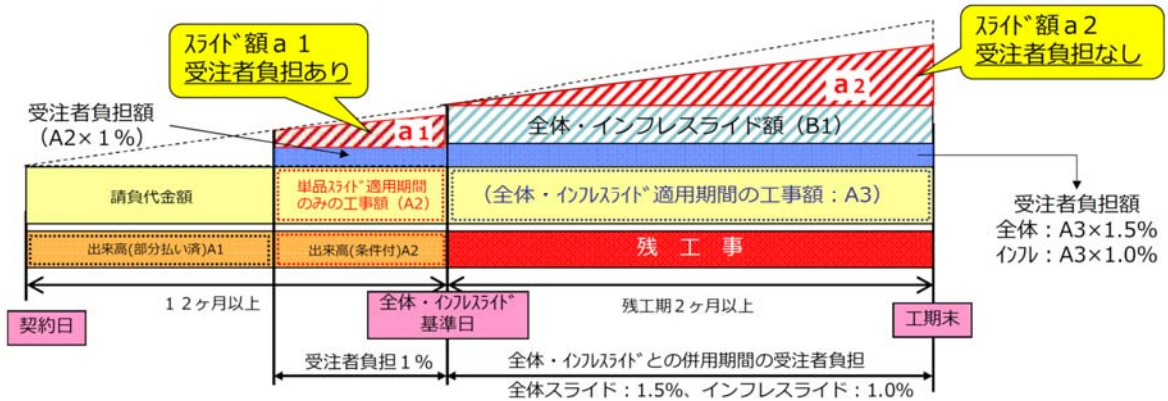 ｽﾗｲﾄﾞ額ａ１
受注者負担あり
ｽﾗｲﾄﾞ額ａ２
受注者負担なし
受注者負担額
（A2×１%）
a1
a2
全体・インフレスライド額（B1）
請負代金額
単品ｽﾗｲﾄﾞ適用期間
のみの工事額（A2）
（全体・ｲﾝﾌﾚｽﾗｲﾄﾞ適用期間の工事額：A3）
受注者負担額
全体：A3×1.5%
ｲﾝﾌﾚ：A3×1.0%
出来高(部分払い済)A1
出来高(条件付)A2
残工事
１２ヶ月以上
残工期２ヶ月以上
契約日
全体・ｲﾝﾌﾚｽﾗｲﾄﾞ
基準日
工期末
受注者負担１%
全体・ｲﾝﾌﾚｽﾗｲﾄﾞとの併用期間の受注者負担
全体スライド：1.5%、インフレスライド：1.0%